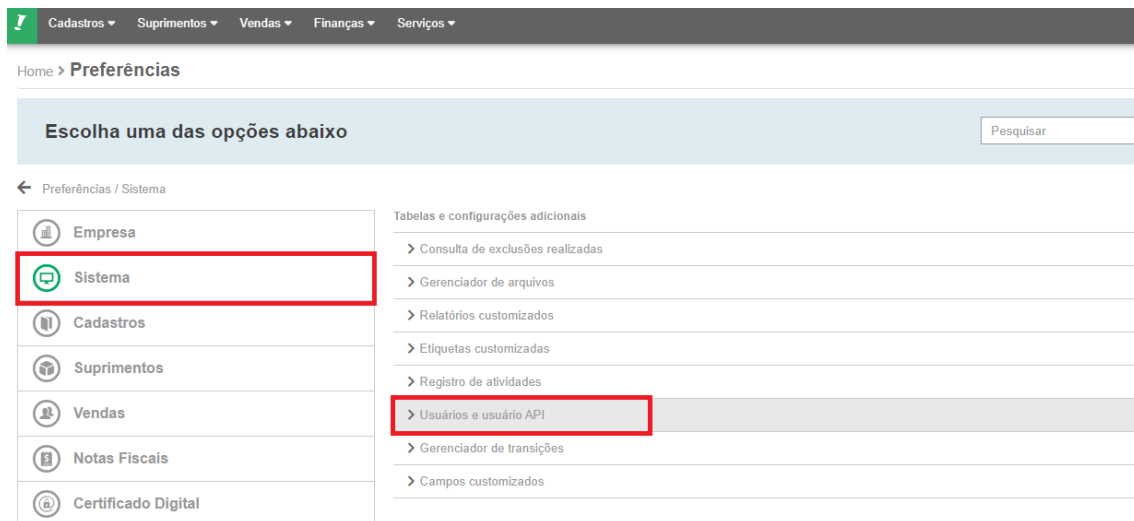 Cadastros Suprimentos Vendas Finanças Serviços
Home > Preferências
Escolha uma das opções abaixo
Pesquisar
Preferências / Sistema
Empresa
Sistema
Cadastros
Suprimentos
Vendas
Notas Fiscais
Certificado Digital
Tabelas e configurações adicionais
Consulta de exclusões realizadas
Gerenciador de arquivos
Relatórios customizados
Etiquetas customizadas
Registro de atividades
Usuários e usuário API
Gerenciador de transições
Campos customizados